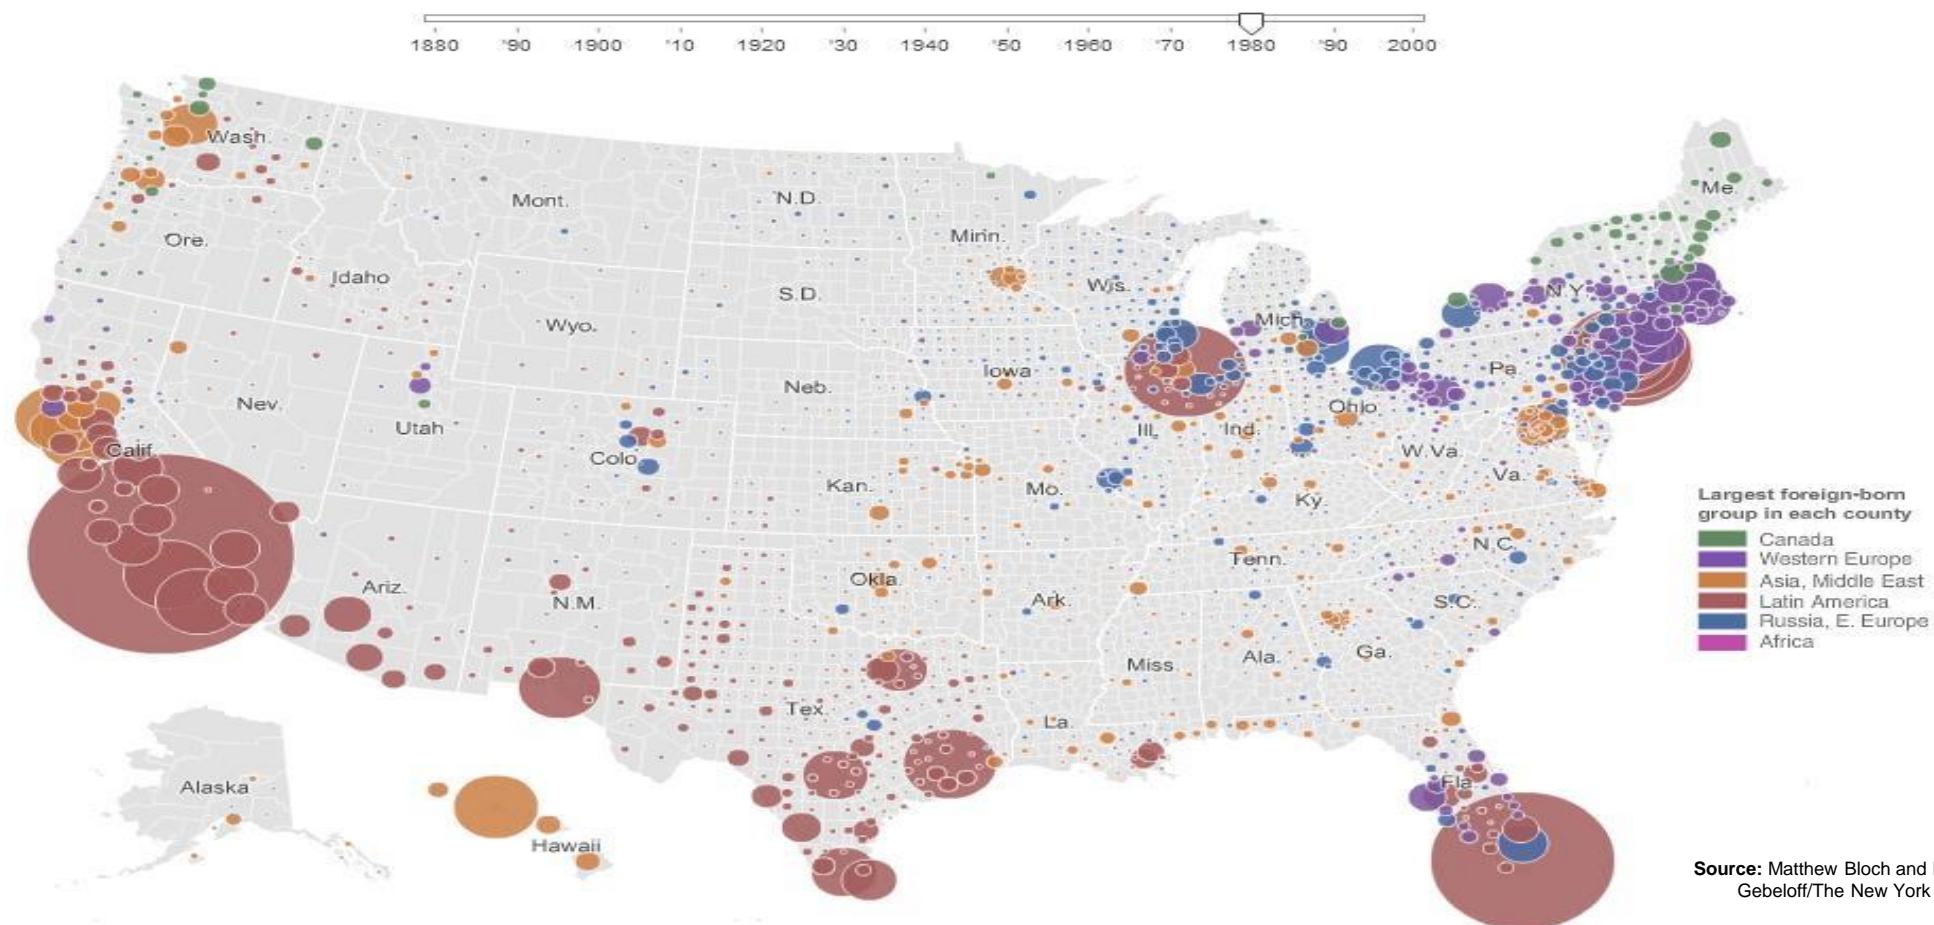 1880 '90 1900 '10 1920 '30 1940 '50 1960 '70 1980 '90 2000
Wash.
Ore.
Idaho
Mont.
N.D.
Minn.
Wis.
Mich.
N.Y.
Me.
S.D.
Wyo.
Nev.
Utah
Colo.
Neb.
Iowa
Ill.
Ind.
Ohio
Pa.
Calif.
Kan.
Mo.
Ky.
W.Va.
Va.
Ariz.
N.M.
Okla.
Ark.
Tenn.
N.C.
S.C.
Tex.
La.
Miss.
Ala.
Ga.
Fla.
Alaska
Hawaii
Largest foreign-born
group in each county
Canada
Western Europe
Asia, Middle East
Latin America
Russia, E. Europe
Africa
Source: Matthew Bloch and
Gebeloff/The New York